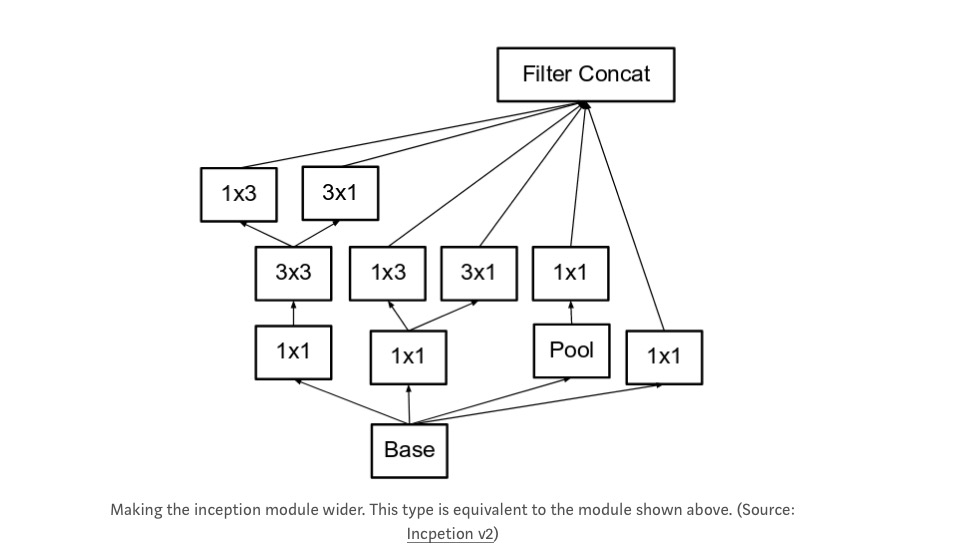 Filter Concat
1x3
3x1
3x3
1x3
3x1
1x1
1x1
1x1
Pool
1x1
Base
Making the inception module wider. This type is equivalent to the module shown above. (Source:
Incpetion v2)